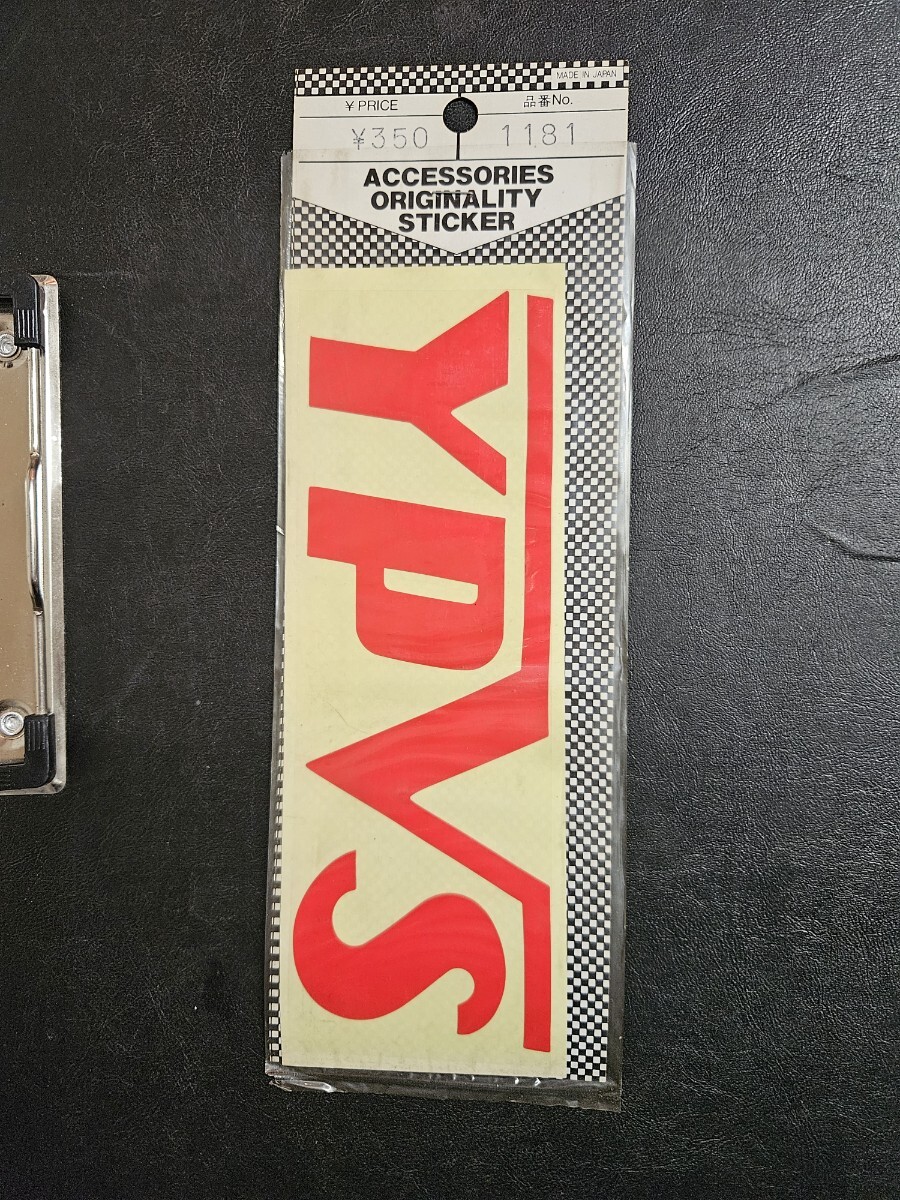 MADE IN JAPAN
¥ PRICE 品番No.
¥350 1181
ACCESSORIES
ORIGINALITY
STICKER
YPVS